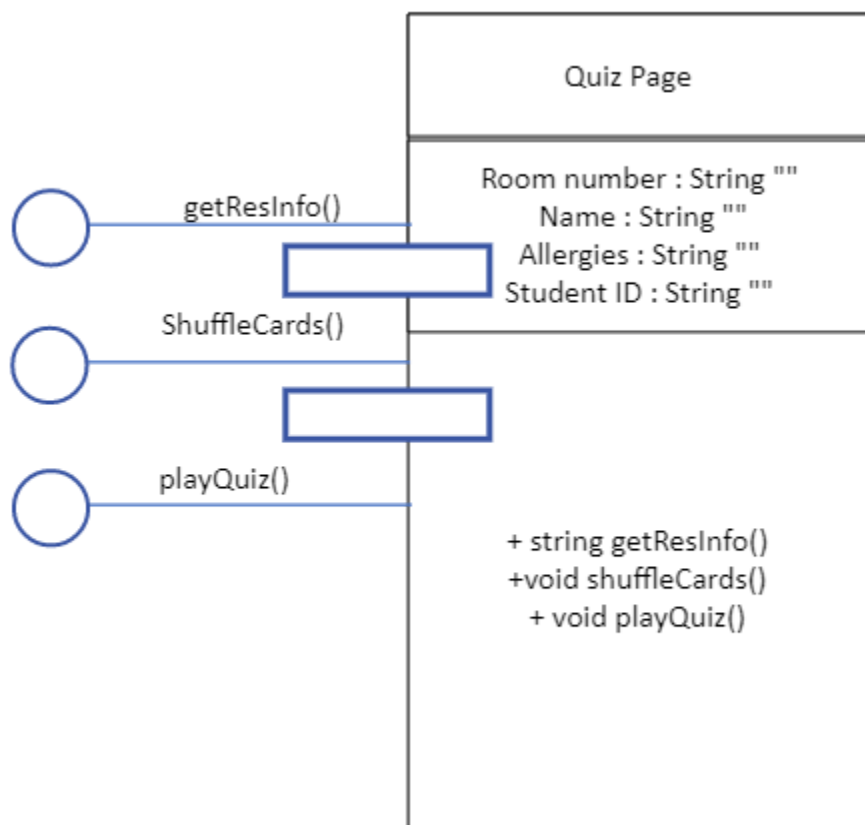 Quiz Page
Room number : String ""
Name : String ""
Allergies : String ""
Student ID : String ""
getResInfo()
ShuffleCards()
playQuiz()
+ string getResInfo()
+void shuffleCards()
+ void playQuiz()